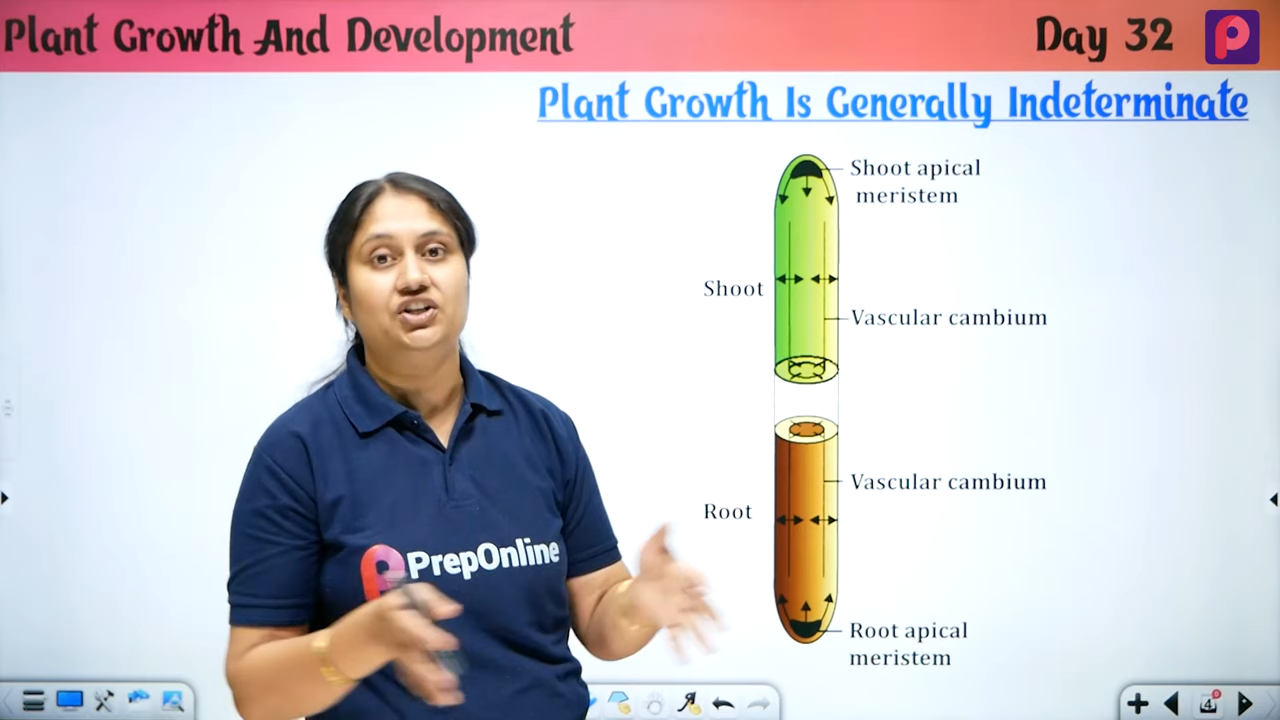 Plant Growth And Development
Day 32
Plant Growth Is Generally Indeterminate
Shoot apical
meristem
Shoot
Vascular cambium
Vascular cambium
Root
Root apical
meristem
PrepOnline
4